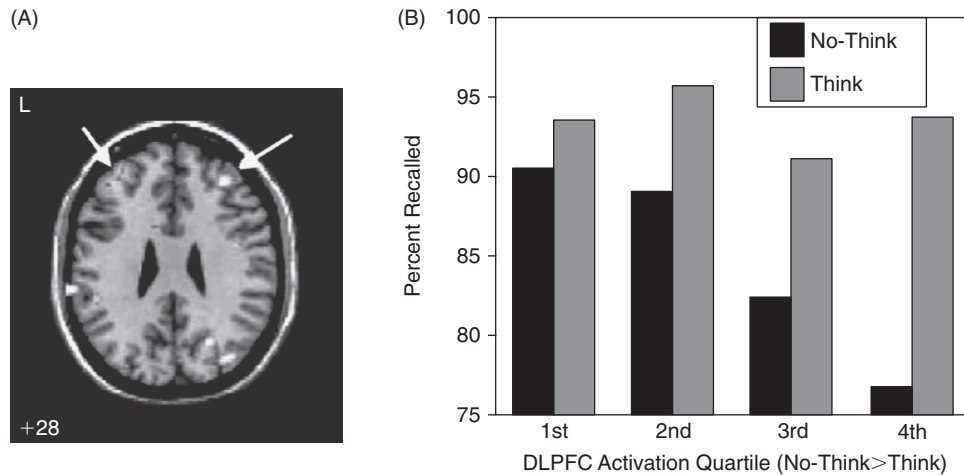 (A)
L
+28
(B)
100
95
90
85
80
75
Percent Recalled
No-Think
Think
1st 2nd 3rd 4th
DLPFC Activation Quartile (No-Think>Think)